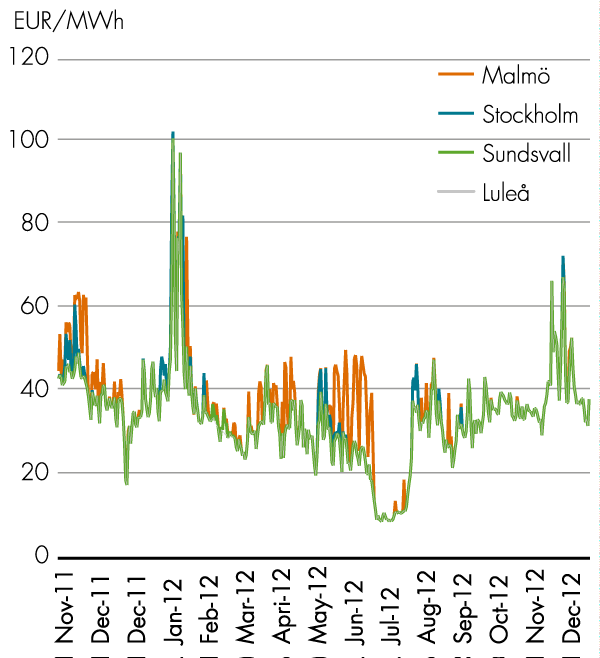 EUR/MWh
120
100
80
60
40
20
0
Malmö
Stockholm
Sundsvall
Luleå
Nov-11
Dec-11
Dec-11
Jan-12
Feb-12
Mar-12
Apri-12
May-12
Jun-12
Jul-12
Aug-12
Sep-12
Oct-12
Nov-12
Dec-12